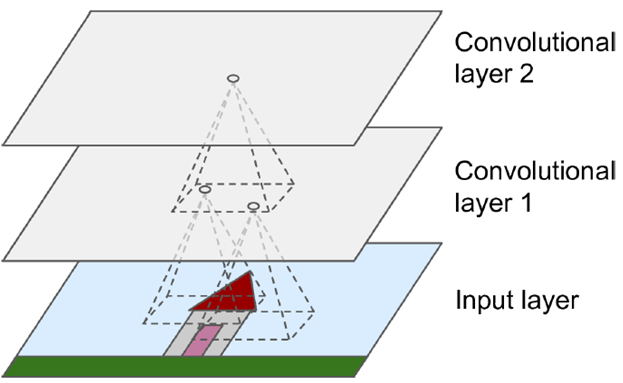 Convolutional
layer 2
Convolutional
layer 1
Input layer